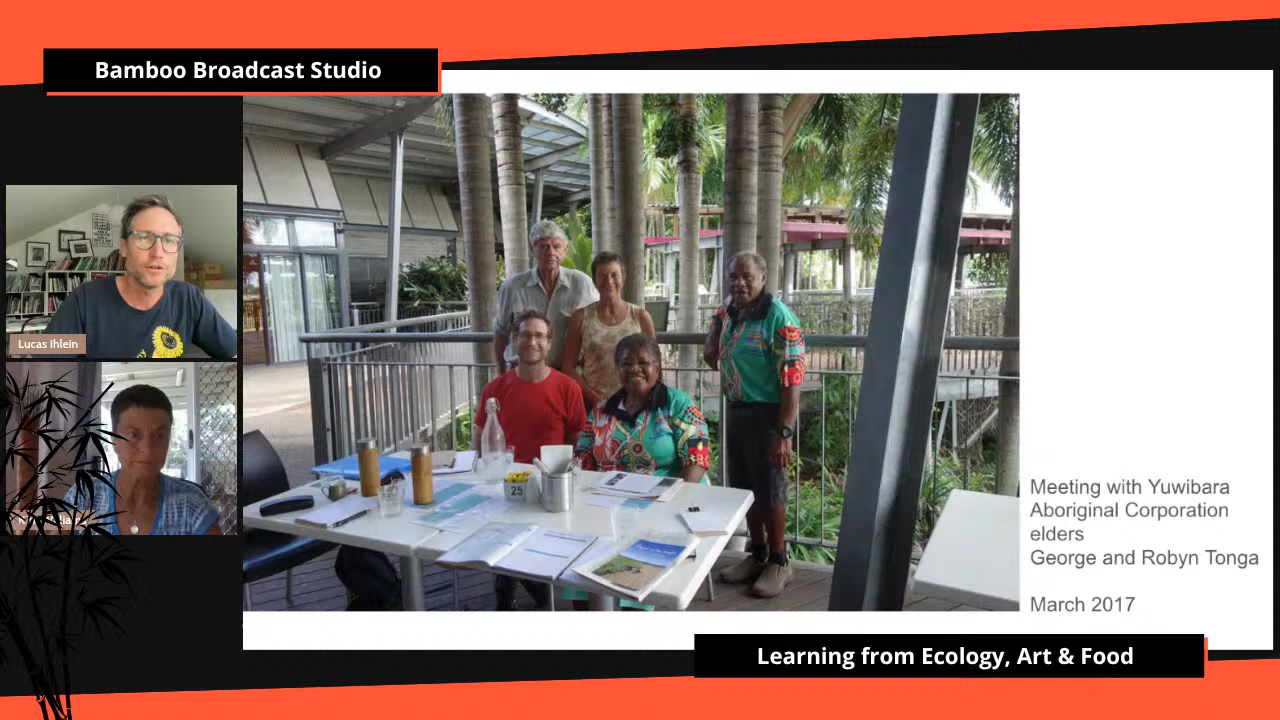 Bamboo Broadcast Studio
Lucas Ihlein
25
Meeting with Yuwibara
Aboriginal Corporation
elders
George and Robyn Tonga
March 2017
Learning from Ecology, Art & Food